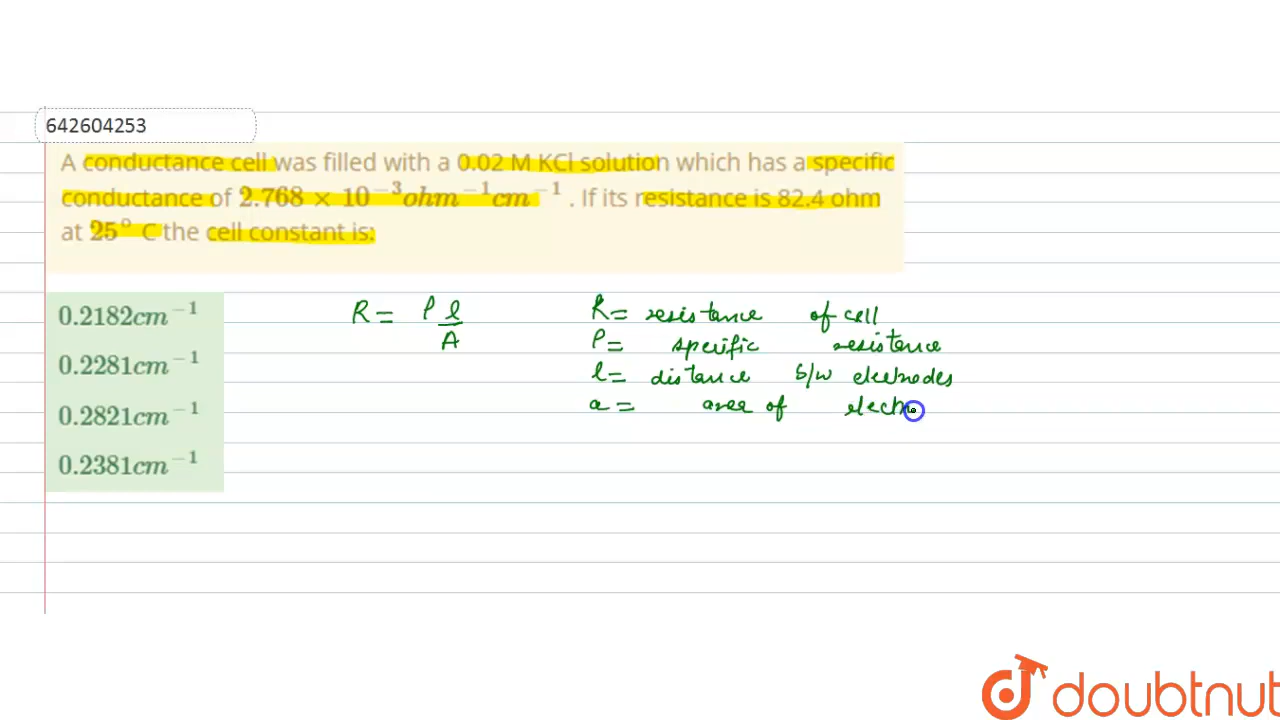 642604253
A conductance cell was filled with a 0.02 M KCl solution which has a specific
conductance of 2.768 × 10⁻³ ohm⁻¹ cm⁻¹ . If its resistance is 82.4 ohm
at 25° C the cell constant is:
0.2182cm⁻¹
0.2281cm⁻¹
0.2821cm⁻¹
0.2381cm⁻¹
R = ρ l/A
R = resistance of cell
ρ = specific resistance
l = distance b/w electrodes
a = area of electr
doubtnut